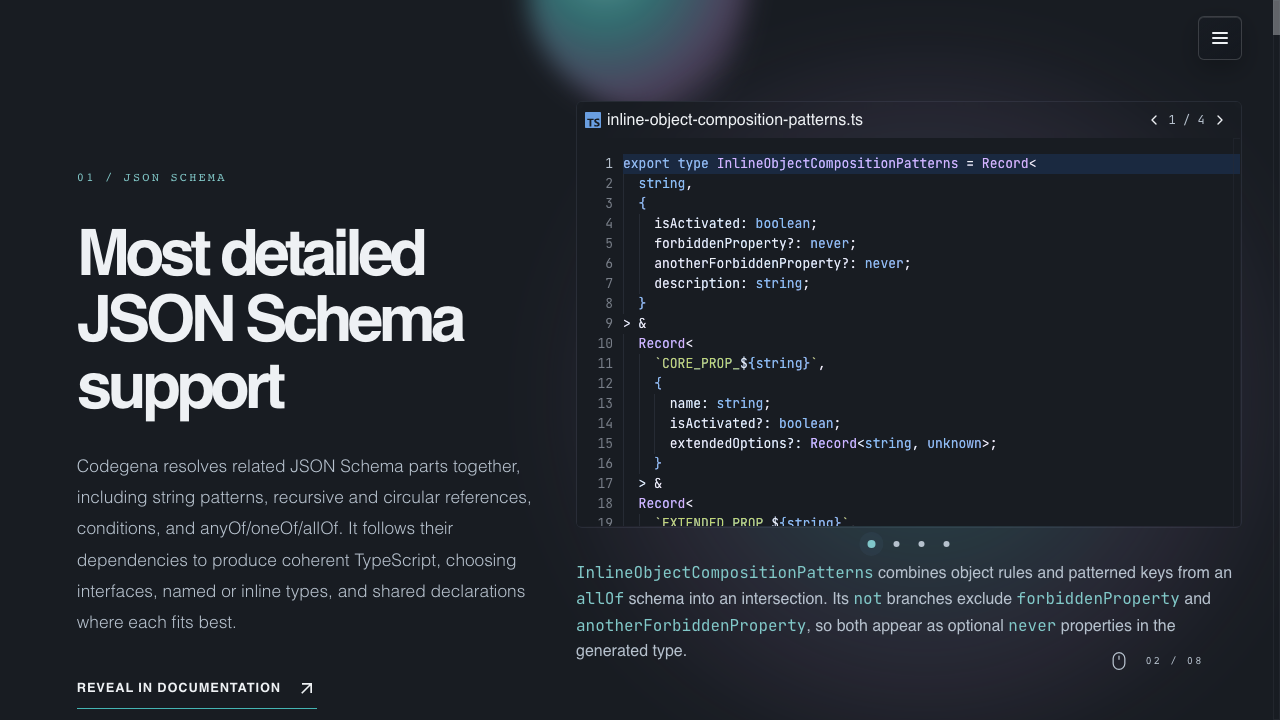 01 / JSON SCHEMA
Most detailed
JSON Schema
support
Codegena resolves related JSON Schema parts together,
including string patterns, recursive and circular references,
conditions, and anyOf/oneOf/allOf. It follows their
dependencies to produce coherent TypeScript, choosing
interfaces, named or inline types, and shared declarations
where each fits best.
REVEAL IN DOCUMENTATION
TS inline-object-composition-patterns.ts
1 / 4
1 export type InlineObjectCompositionPatterns = Record<
2 string,
3 {
4 isActivated: boolean;
5 forbiddenProperty?: never;
6 anotherForbiddenProperty?: never;
7 description: string;
8 }
9 > &
10 Record<
11 `CORE_PROP_${string}`,
12 {
13 name: string;
14 isActivated?: boolean;
15 extendedOptions?: Record<string, unknown>;
16 }
17 > &
18 Record<
19 `EXTENDED_PROP_${string}`
InlineObjectCompositionPatterns combines object rules and patterned keys from an
allOf schema into an intersection. Its not branches exclude forbiddenProperty and
anotherForbiddenProperty, so both appear as optional never properties in the
generated type.
02 / 08